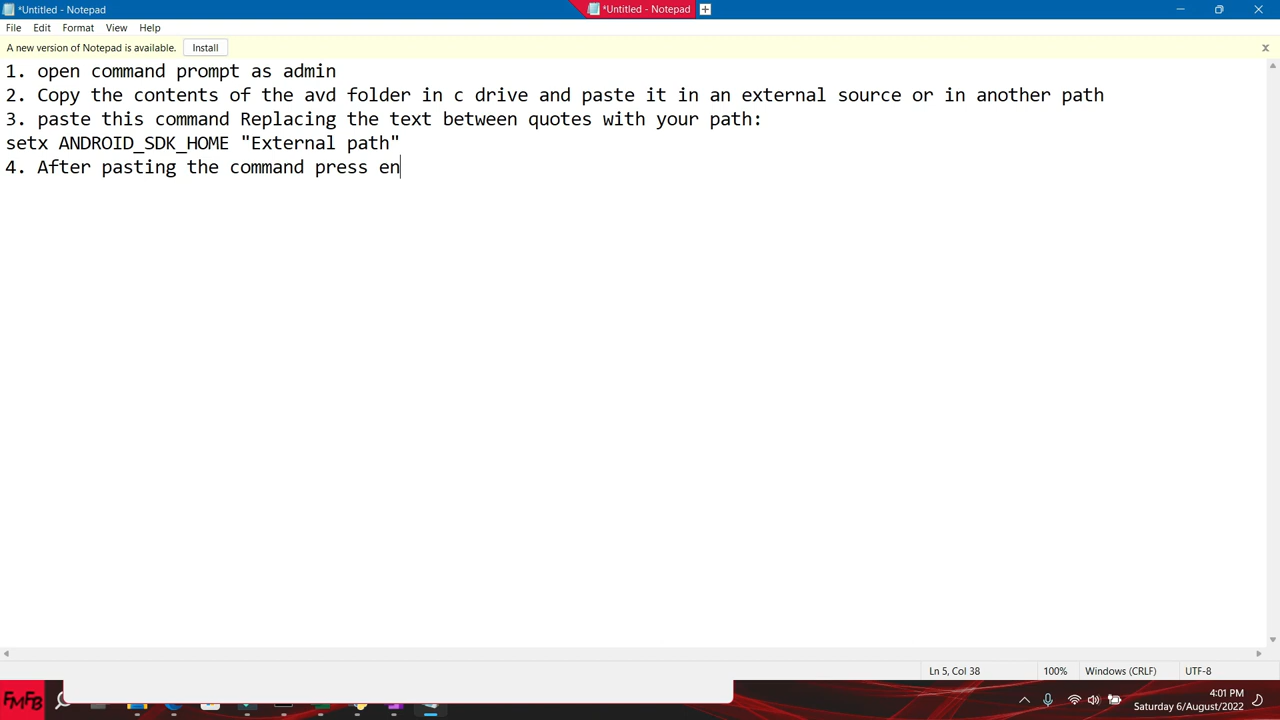 *Untitled - Notepad
*Untitled - Notepad
File Edit Format View Help
A new version of Notepad is available. Install
1. open command prompt as admin
2. Copy the contents of the avd folder in c drive and paste it in an external source or in another path
3. paste this command Replacing the text between quotes with your path:
setx ANDROID_SDK_HOME "External path"
4. After pasting the command press en
Ln 5, Col 38 100% Windows (CRLF) UTF-8
FMFB
4:01 PM
Saturday 6/August/2022